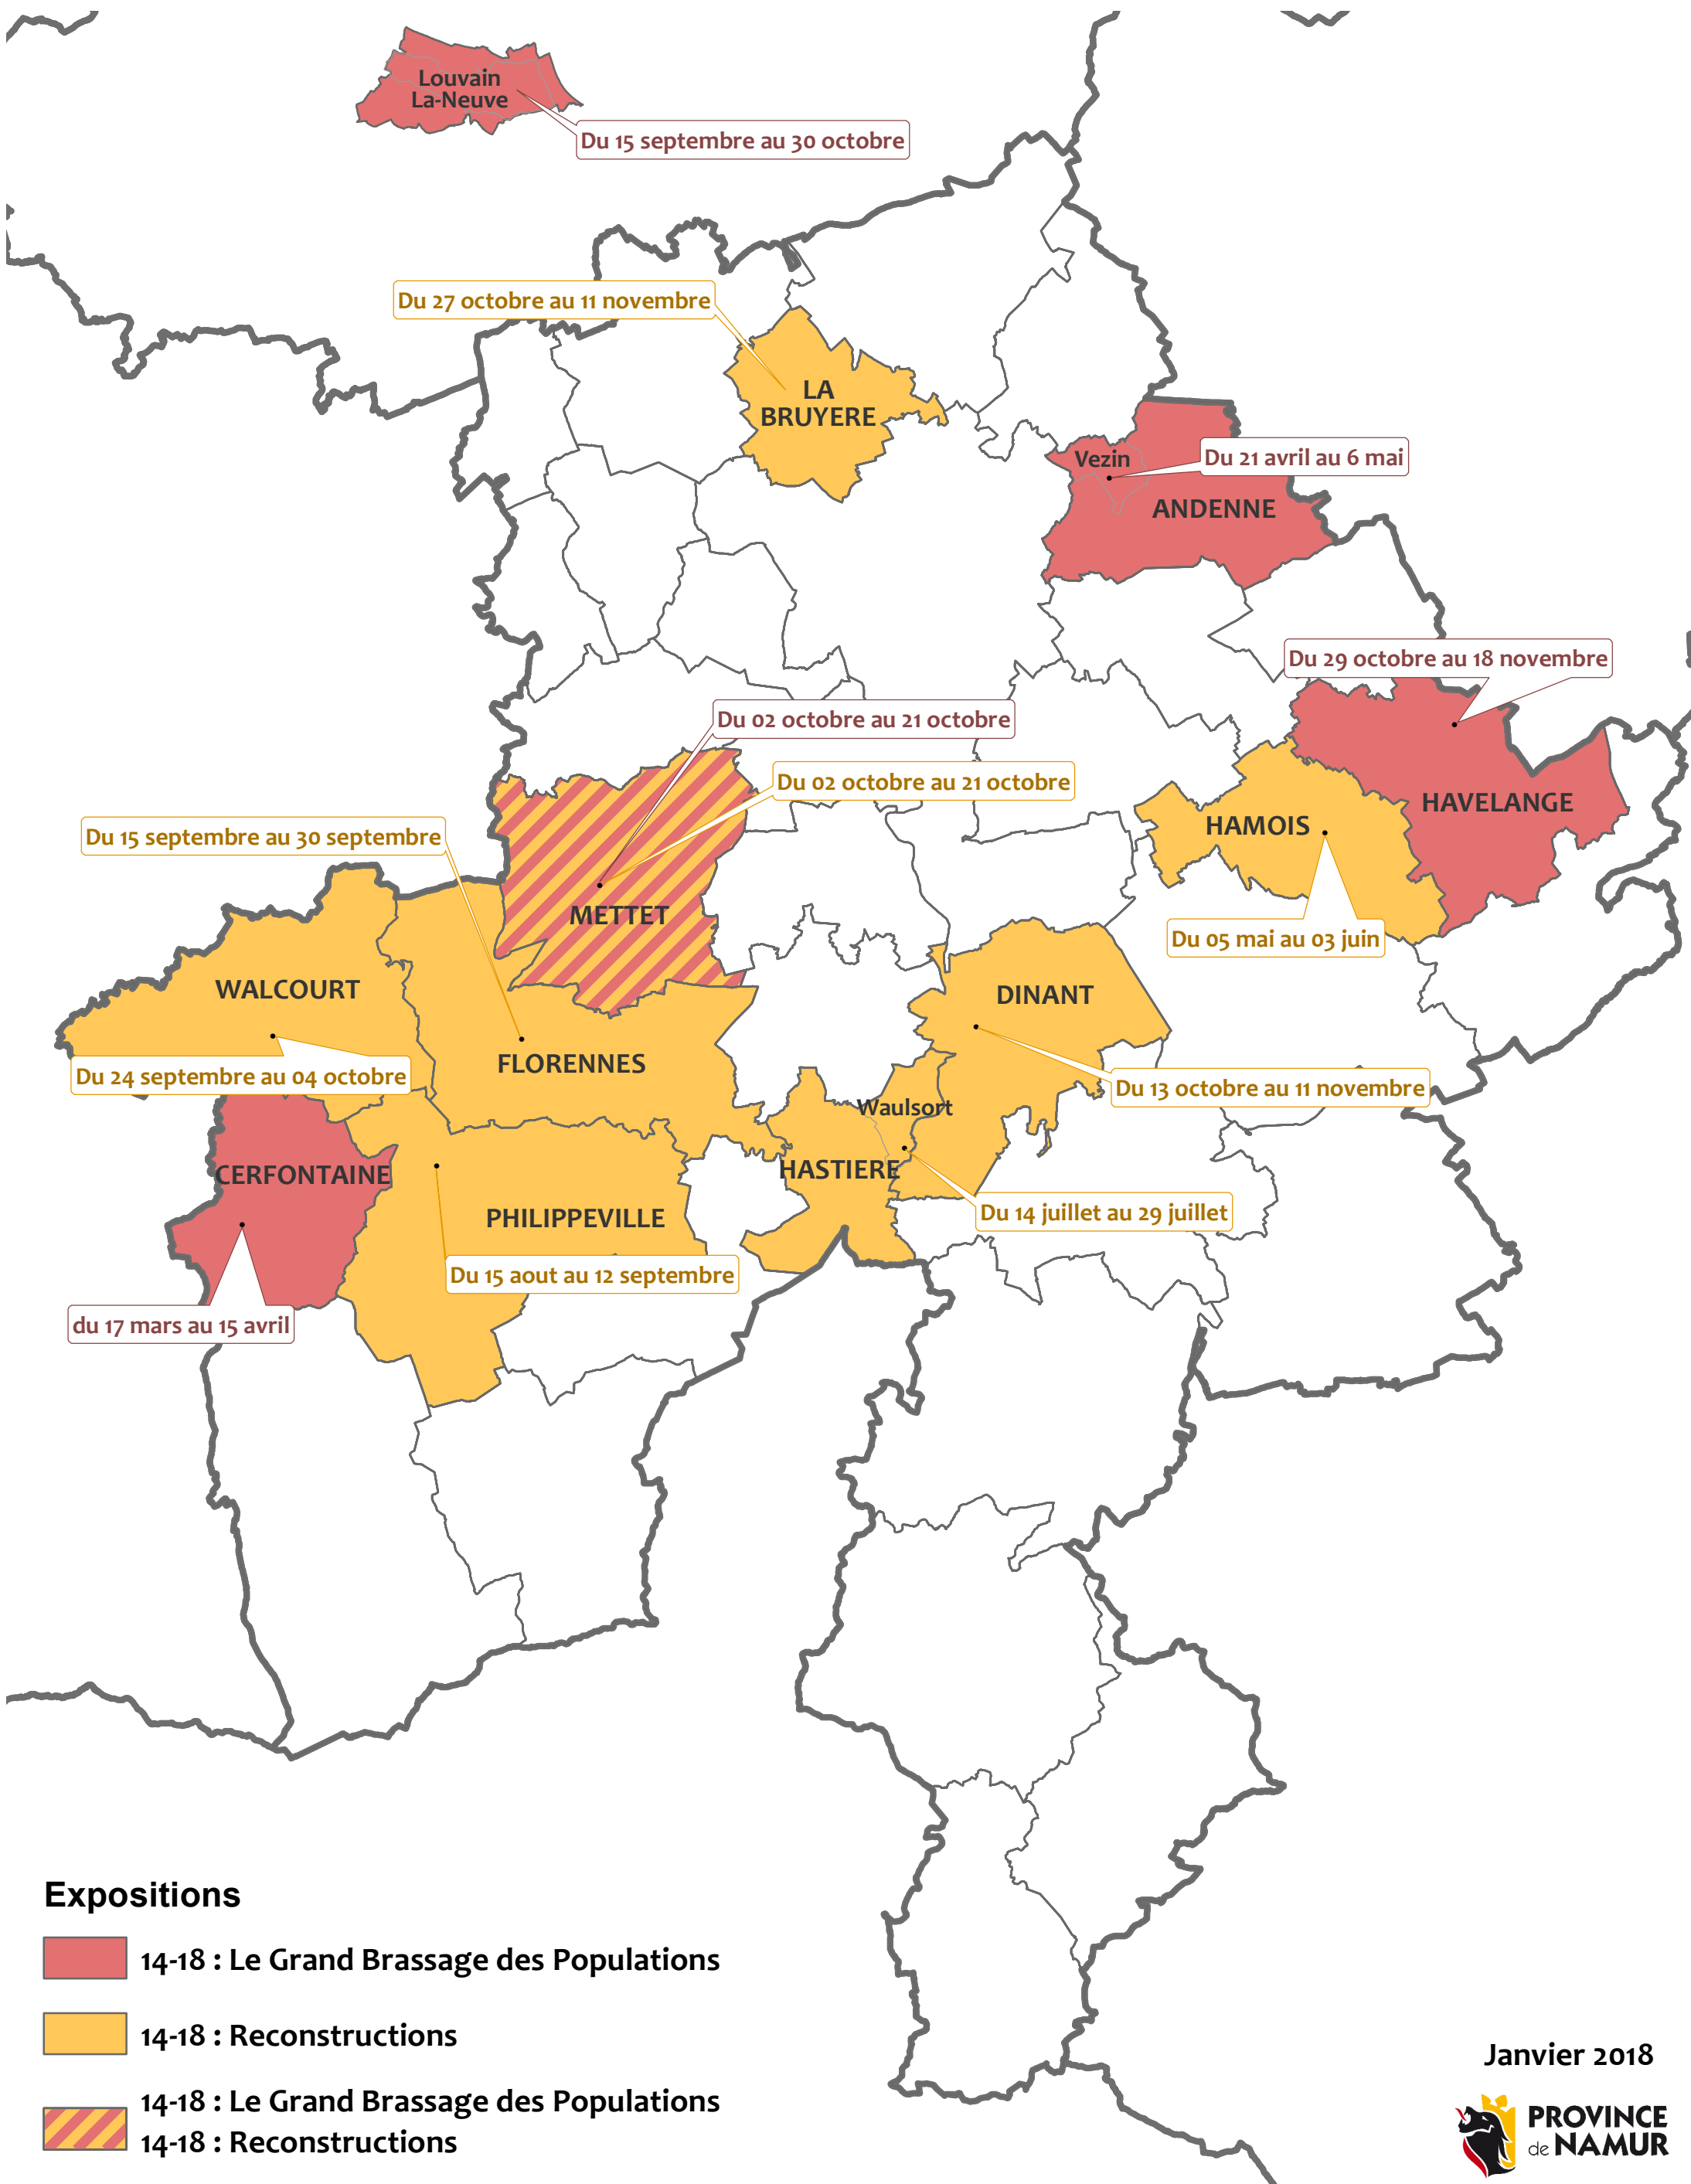 Louvain
La-Neuve
Du 15 septembre au 30 octobre
Du 27 octobre au 11 novembre
LA
BRUYERE
Vezin
Du 21 avril au 6 mai
ANDENNE
Du 29 octobre au 18 novembre
Du 02 octobre au 21 octobre
Du 02 octobre au 21 octobre
HAVELANGE
HAMOIS
Du 15 septembre au 30 septembre
METTET
Du 05 mai au 03 juin
WALCOURT
DINANT
FLORENNES
Du 24 septembre au 04 octobre
Du 13 octobre au 11 novembre
Waulsort
CERFONTAINE
HASTIERE
PHILIPPEVILLE
Du 14 juillet au 29 juillet
Du 15 aout au 12 septembre
du 17 mars au 15 avril
Expositions
14-18 : Le Grand Brassage des Populations
14-18 : Reconstructions
14-18 : Le Grand Brassage des Populations
14-18 : Reconstructions
Janvier 2018
PROVINCE
de NAMUR